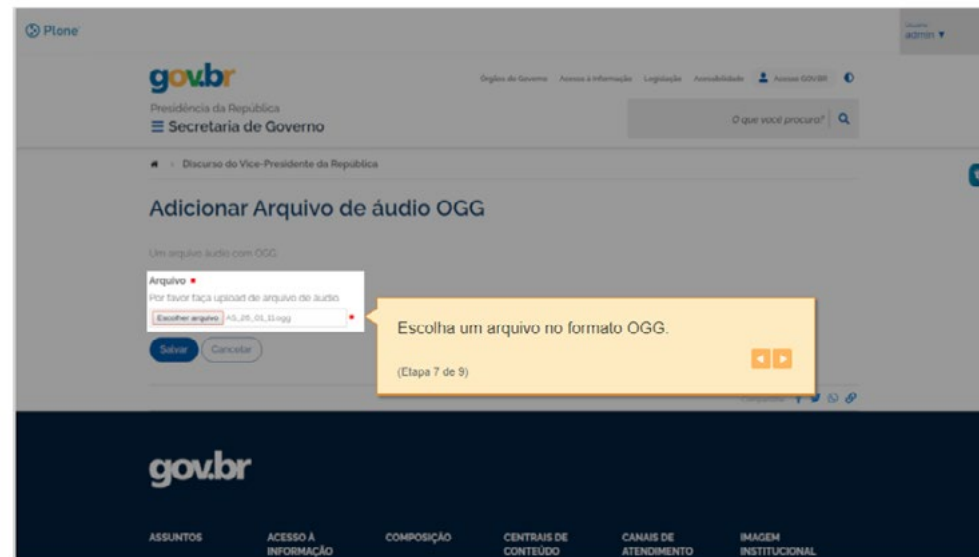 Plone
Usuário
admin ▼
gov.br
Órgãos do Governo Acesso à Informação Legislação Acessibilidade Acesso GOV.BR
Presidência da República
Secretaria de Governo
O que você procura?
Discurso do Vice-Presidente da República
Adicionar Arquivo de áudio OGG
Um arquivo áudio com OGG
Arquivo
Por favor faça upload de arquivo de áudio
Escolher arquivo AS_26_01_11.ogg
Escolha um arquivo no formato OGG.
Salvar Cancelar
(Etapa 7 de 9)
gov.br
ASSUNTOS ACESSO À INFORMAÇÃO COMPOSIÇÃO CENTRAIS DE CONTEÚDO CANAIS DE ATENDIMENTO IMAGEM INSTITUCIONAL